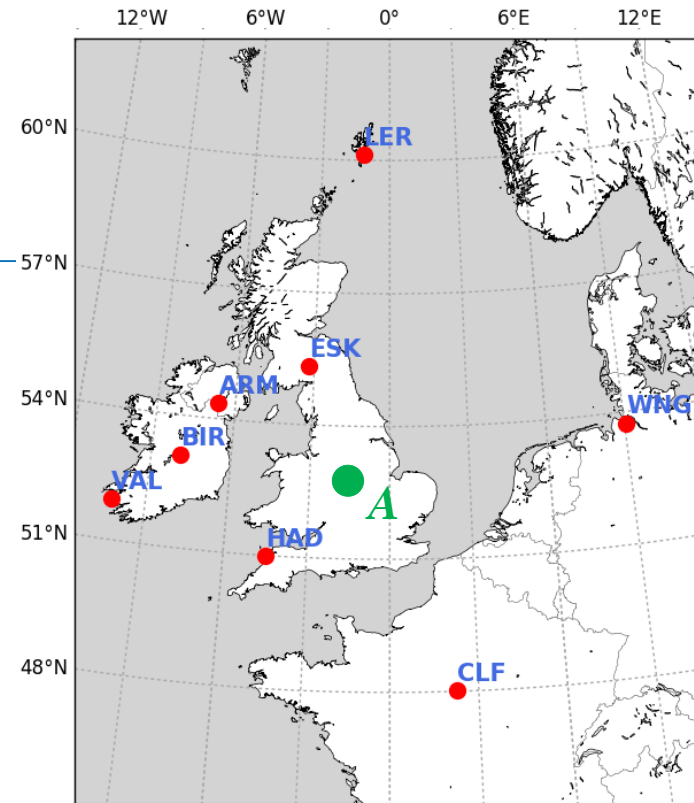 12°W 6°W 0° 6°E 12°E
60°N
LER
57°N
ESK
ARM
54°N
WNG
BIR
VAL
A
51°N
HAD
48°N
CLF